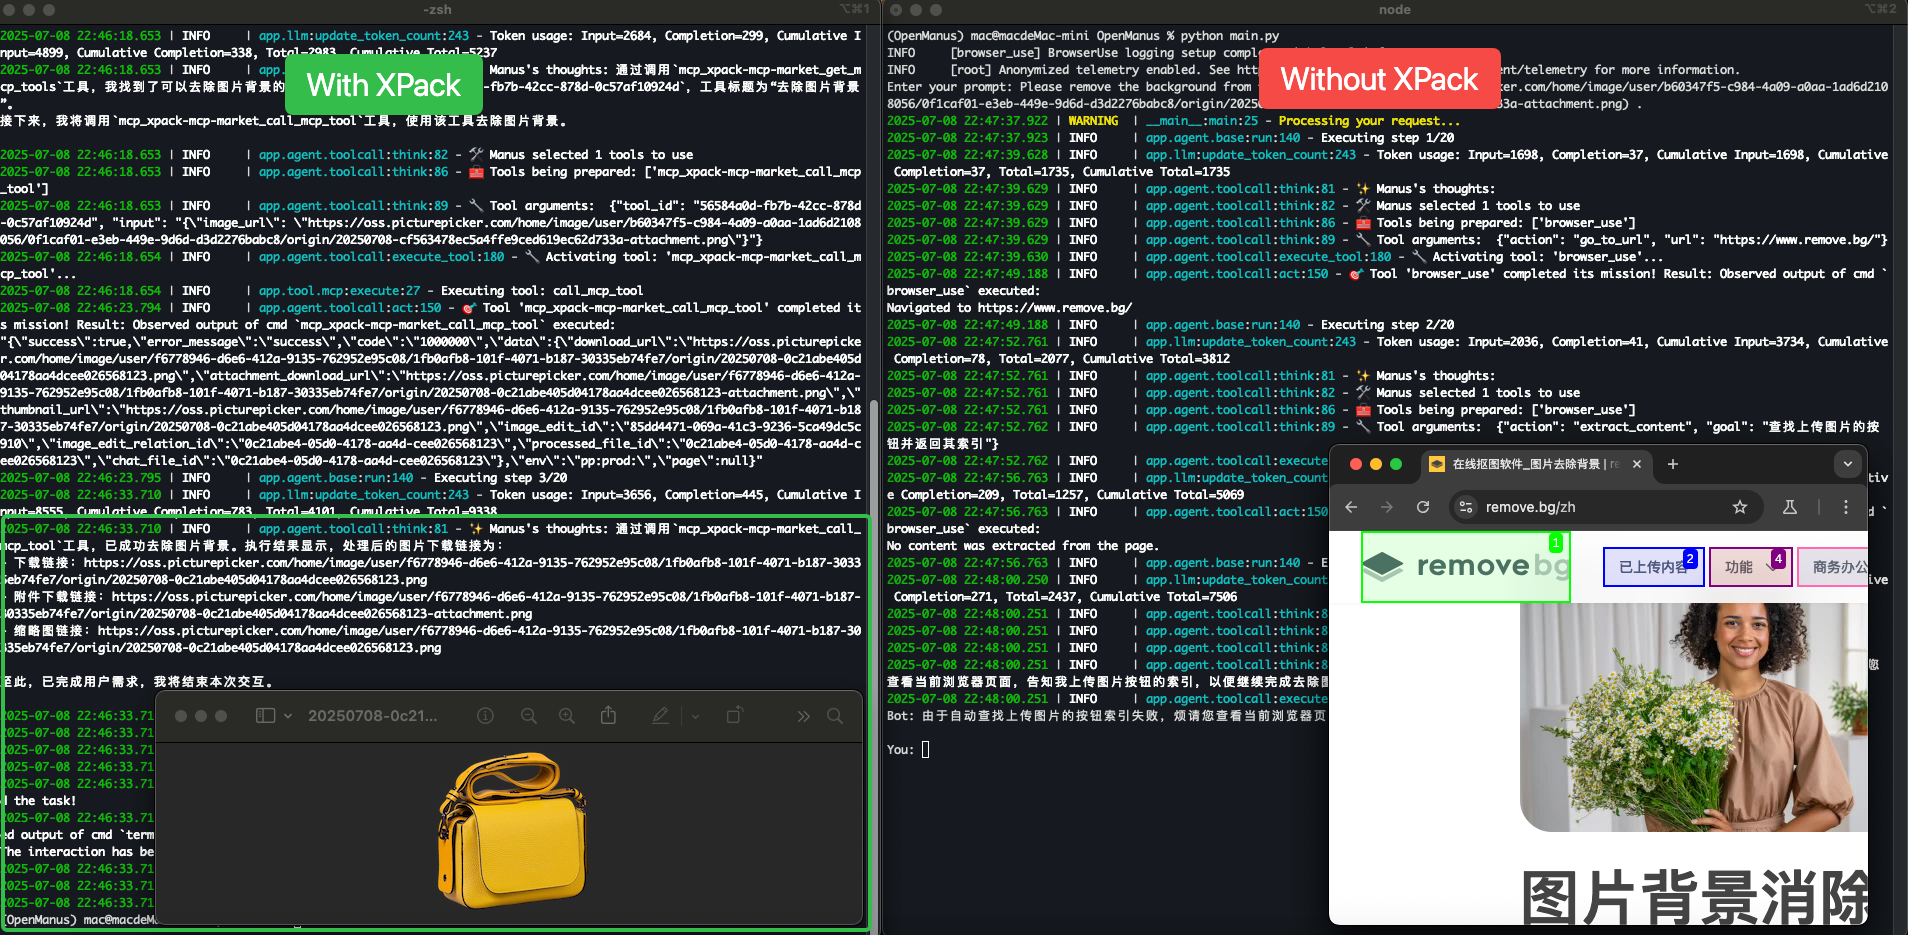 -zsh
⌥⌘1
2025-07-08 22:46:18.653 | INFO | app.llm:update_token_count:243 - Token usage: Input=2684, Completion=299, Cumulative I
nput=4899, Cumulative Completion=338, Total=2983, Cumulative Total=5237
2025-07-08 22:46:18.653 | INFO | app. Manus's thoughts: 通过调用`mcp_xpack-mcp-market_get_m
cp_tools`工具，我找到了可以去除图片背景的 -fb7b-42cc-878d-0c57af10924d`，工具标题为“去除图片背景
”。
With XPack
接下来，我将调用`mcp_xpack-mcp-market_call_mcp_tool`工具，使用该工具去除图片背景。
2025-07-08 22:46:18.653 | INFO | app.agent.toolcall:think:82 - 🛠️ Manus selected 1 tools to use
2025-07-08 22:46:18.653 | INFO | app.agent.toolcall:think:86 - 🧰 Tools being prepared: ['mcp_xpack-mcp-market_call_mcp
_tool']
2025-07-08 22:46:18.653 | INFO | app.agent.toolcall:think:89 - 🔧 Tool arguments: {"tool_id": "56584a0d-fb7b-42cc-878d
-0c57af10924d", "input": "{\"image_url\": \"https://oss.picturepicker.com/home/image/user/b60347f5-c984-4a09-a0aa-1ad6d2108
056/0f1caf01-e3eb-449e-9d6d-d3d2276babc8/origin/20250708-cf563478ec5a4ffe9ced619ec62d733a-attachment.png\"}"}
2025-07-08 22:46:18.654 | INFO | app.agent.toolcall:execute_tool:180 - 🔧 Activating tool: 'mcp_xpack-mcp-market_call_m
cp_tool'...
2025-07-08 22:46:18.654 | INFO | app.tool.mcp:execute:27 - Executing tool: call_mcp_tool
2025-07-08 22:46:23.794 | INFO | app.agent.toolcall:act:150 - 🎯 Tool 'mcp_xpack-mcp-market_call_mcp_tool' completed it
s mission! Result: Observed output of cmd `mcp_xpack-mcp-market_call_mcp_tool` executed:
"{\"success\":true,\"error_message\":\"success\",\"code\":\"1000000\",\"data\":{\"download_url\":\"https://oss.picturepicke
r.com/home/image/user/f6778946-d6e6-412a-9135-762952e95c08/1fb0afb8-101f-4071-b187-30335eb74fe7/origin/20250708-0c21abe405d
04178aa4dcee026568123.png\",\"attachment_download_url\":\"https://oss.picturepicker.com/home/image/user/f6778946-d6e6-412a-
9135-762952e95c08/1fb0afb8-101f-4071-b187-30335eb74fe7/origin/20250708-0c21abe405d04178aa4dcee026568123-attachment.png\",\"
thumbnail_url\":\"https://oss.picturepicker.com/home/image/user/f6778946-d6e6-412a-9135-762952e95c08/1fb0afb8-101f-4071-b18
7-30335eb74fe7/origin/20250708-0c21abe405d04178aa4dcee026568123.png\",\"image_edit_id\":\"85dd4471-069a-41c3-9236-5ca49dc5c
910\",\"image_edit_relation_id\":\"0c21abe4-05d0-4178-aa4d-cee026568123\",\"processed_file_id\":\"0c21abe4-05d0-4178-aa4d-c
ee026568123\",\"chat_file_id\":\"0c21abe4-05d0-4178-aa4d-cee026568123\"},\"env\":\"pp:prod:\",\"page\":null}"
2025-07-08 22:46:23.795 | INFO | app.agent.base:run:140 - Executing step 3/20
2025-07-08 22:46:33.710 | INFO | app.llm:update_token_count:243 - Token usage: Input=3656, Completion=445, Cumulative I
nput=8555, Cumulative Completion=783, Total=4101, Cumulative Total=9338
2025-07-08 22:46:33.710 | INFO | app.agent.toolcall:think:81 - ✨ Manus's thoughts: 通过调用`mcp_xpack-mcp-market_call_
mcp_tool`工具，已成功去除图片背景。执行结果显示，处理后的图片下载链接为：
- 下载链接：https://oss.picturepicker.com/home/image/user/f6778946-d6e6-412a-9135-762952e95c08/1fb0afb8-101f-4071-b187-3033
5eb74fe7/origin/20250708-0c21abe405d04178aa4dcee026568123.png
- 附件下载链接：https://oss.picturepicker.com/home/image/user/f6778946-d6e6-412a-9135-762952e95c08/1fb0afb8-101f-4071-b187-
30335eb74fe7/origin/20250708-0c21abe405d04178aa4dcee026568123-attachment.png
- 缩略图链接：https://oss.picturepicker.com/home/image/user/f6778946-d6e6-412a-9135-762952e95c08/1fb0afb8-101f-4071-b187-30
335eb74fe7/origin/20250708-0c21abe405d04178aa4dcee026568123.png
至此，已完成用户需求，我将结束本次交互。
2025-07-08 22:46:33.71
2025-07-08 22:46:33.71
2025-07-08 22:46:33.71
2025-07-08 22:46:33.71
2025-07-08 22:46:33.71
d the task!
2025-07-08 22:46:33.71
ed output of cmd `term
The interaction has be
2025-07-08 22:46:33.71
2025-07-08 22:46:33.71
2025-07-08 22:46:33.71
(OpenManus) mac@macdeM
20250708-0c21...
node
⌥⌘2
(OpenManus) mac@macdeMac-mini OpenManus % python main.py
INFO [browser_use] BrowserUse logging setup comple
INFO [root] Anonymized telemetry enabled. See htt ent/telemetry for more information.
Enter your prompt: Please remove the background from ker.com/home/image/user/b60347f5-c984-4a09-a0aa-1ad6d210
8056/0f1caf01-e3eb-449e-9d6d-d3d2276babc8/origin/2025 33a-attachment.png) .
Without XPack
2025-07-08 22:47:37.922 | WARNING | __main__:main:25 - Processing your request...
2025-07-08 22:47:37.923 | INFO | app.agent.base:run:140 - Executing step 1/20
2025-07-08 22:47:39.628 | INFO | app.llm:update_token_count:243 - Token usage: Input=1698, Completion=37, Cumulative Input=1698, Cumulative
Completion=37, Total=1735, Cumulative Total=1735
2025-07-08 22:47:39.629 | INFO | app.agent.toolcall:think:81 - ✨ Manus's thoughts:
2025-07-08 22:47:39.629 | INFO | app.agent.toolcall:think:82 - 🛠️ Manus selected 1 tools to use
2025-07-08 22:47:39.629 | INFO | app.agent.toolcall:think:86 - 🧰 Tools being prepared: ['browser_use']
2025-07-08 22:47:39.629 | INFO | app.agent.toolcall:think:89 - 🔧 Tool arguments: {"action": "go_to_url", "url": "https://www.remove.bg/"}
2025-07-08 22:47:39.630 | INFO | app.agent.toolcall:execute_tool:180 - 🔧 Activating tool: 'browser_use'...
2025-07-08 22:47:49.188 | INFO | app.agent.toolcall:act:150 - 🎯 Tool 'browser_use' completed its mission! Result: Observed output of cmd `
browser_use` executed:
Navigated to https://www.remove.bg/
2025-07-08 22:47:49.188 | INFO | app.agent.base:run:140 - Executing step 2/20
2025-07-08 22:47:52.761 | INFO | app.llm:update_token_count:243 - Token usage: Input=2036, Completion=41, Cumulative Input=3734, Cumulative
Completion=78, Total=2077, Cumulative Total=3812
2025-07-08 22:47:52.761 | INFO | app.agent.toolcall:think:81 - ✨ Manus's thoughts:
2025-07-08 22:47:52.761 | INFO | app.agent.toolcall:think:82 - 🛠️ Manus selected 1 tools to use
2025-07-08 22:47:52.761 | INFO | app.agent.toolcall:think:86 - 🧰 Tools being prepared: ['browser_use']
2025-07-08 22:47:52.762 | INFO | app.agent.toolcall:think:89 - 🔧 Tool arguments: {"action": "extract_content", "goal": "查找上传图片的按
钮并返回其索引"}
2025-07-08 22:47:52.762 | INFO | app.agent.toolcall:execute
2025-07-08 22:47:56.763 | INFO | app.llm:update_token_count tiv
e Completion=209, Total=1257, Cumulative Total=5069
2025-07-08 22:47:56.763 | INFO | app.agent.toolcall:act:150 `
browser_use` executed:
No content was extracted from the page.
2025-07-08 22:47:56.763 | INFO | app.agent.base:run:140 - E
2025-07-08 22:48:00.250 | INFO | app.llm:update_token_count ive
Completion=271, Total=2437, Cumulative Total=7506
2025-07-08 22:48:00.251 | INFO | app.agent.toolcall:think:8
2025-07-08 22:48:00.251 | INFO | app.agent.toolcall:think:8
2025-07-08 22:48:00.251 | INFO | app.agent.toolcall:think:8
2025-07-08 22:48:00.251 | INFO | app.agent.toolcall:think:8 您
查看当前浏览器页面，告知我上传图片按钮的索引，以便继续完成去除
2025-07-08 22:48:00.251 | INFO | app.agent.toolcall:execute
Bot: 由于自动查找上传图片的按钮索引失败，烦请您查看当前浏览器页
You:
在线抠图软件_图片去除背景 | re
remove.bg/zh
1
removebg
已上传内容
2
功能
4
商务办公
图片背景消除